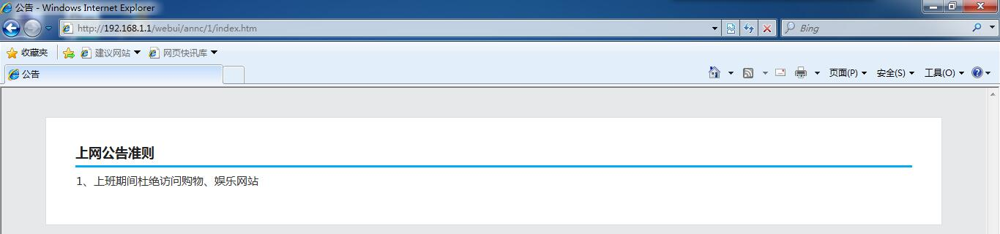 公告 - Windows Internet Explorer
http://192.168.1.1/webui/annc/1/index.htm
Bing
收藏夹
建议网站
网页快讯库
公告
页面(P)
安全(S)
工具(O)
上网公告准则
1、上班期间杜绝访问购物、娱乐网站